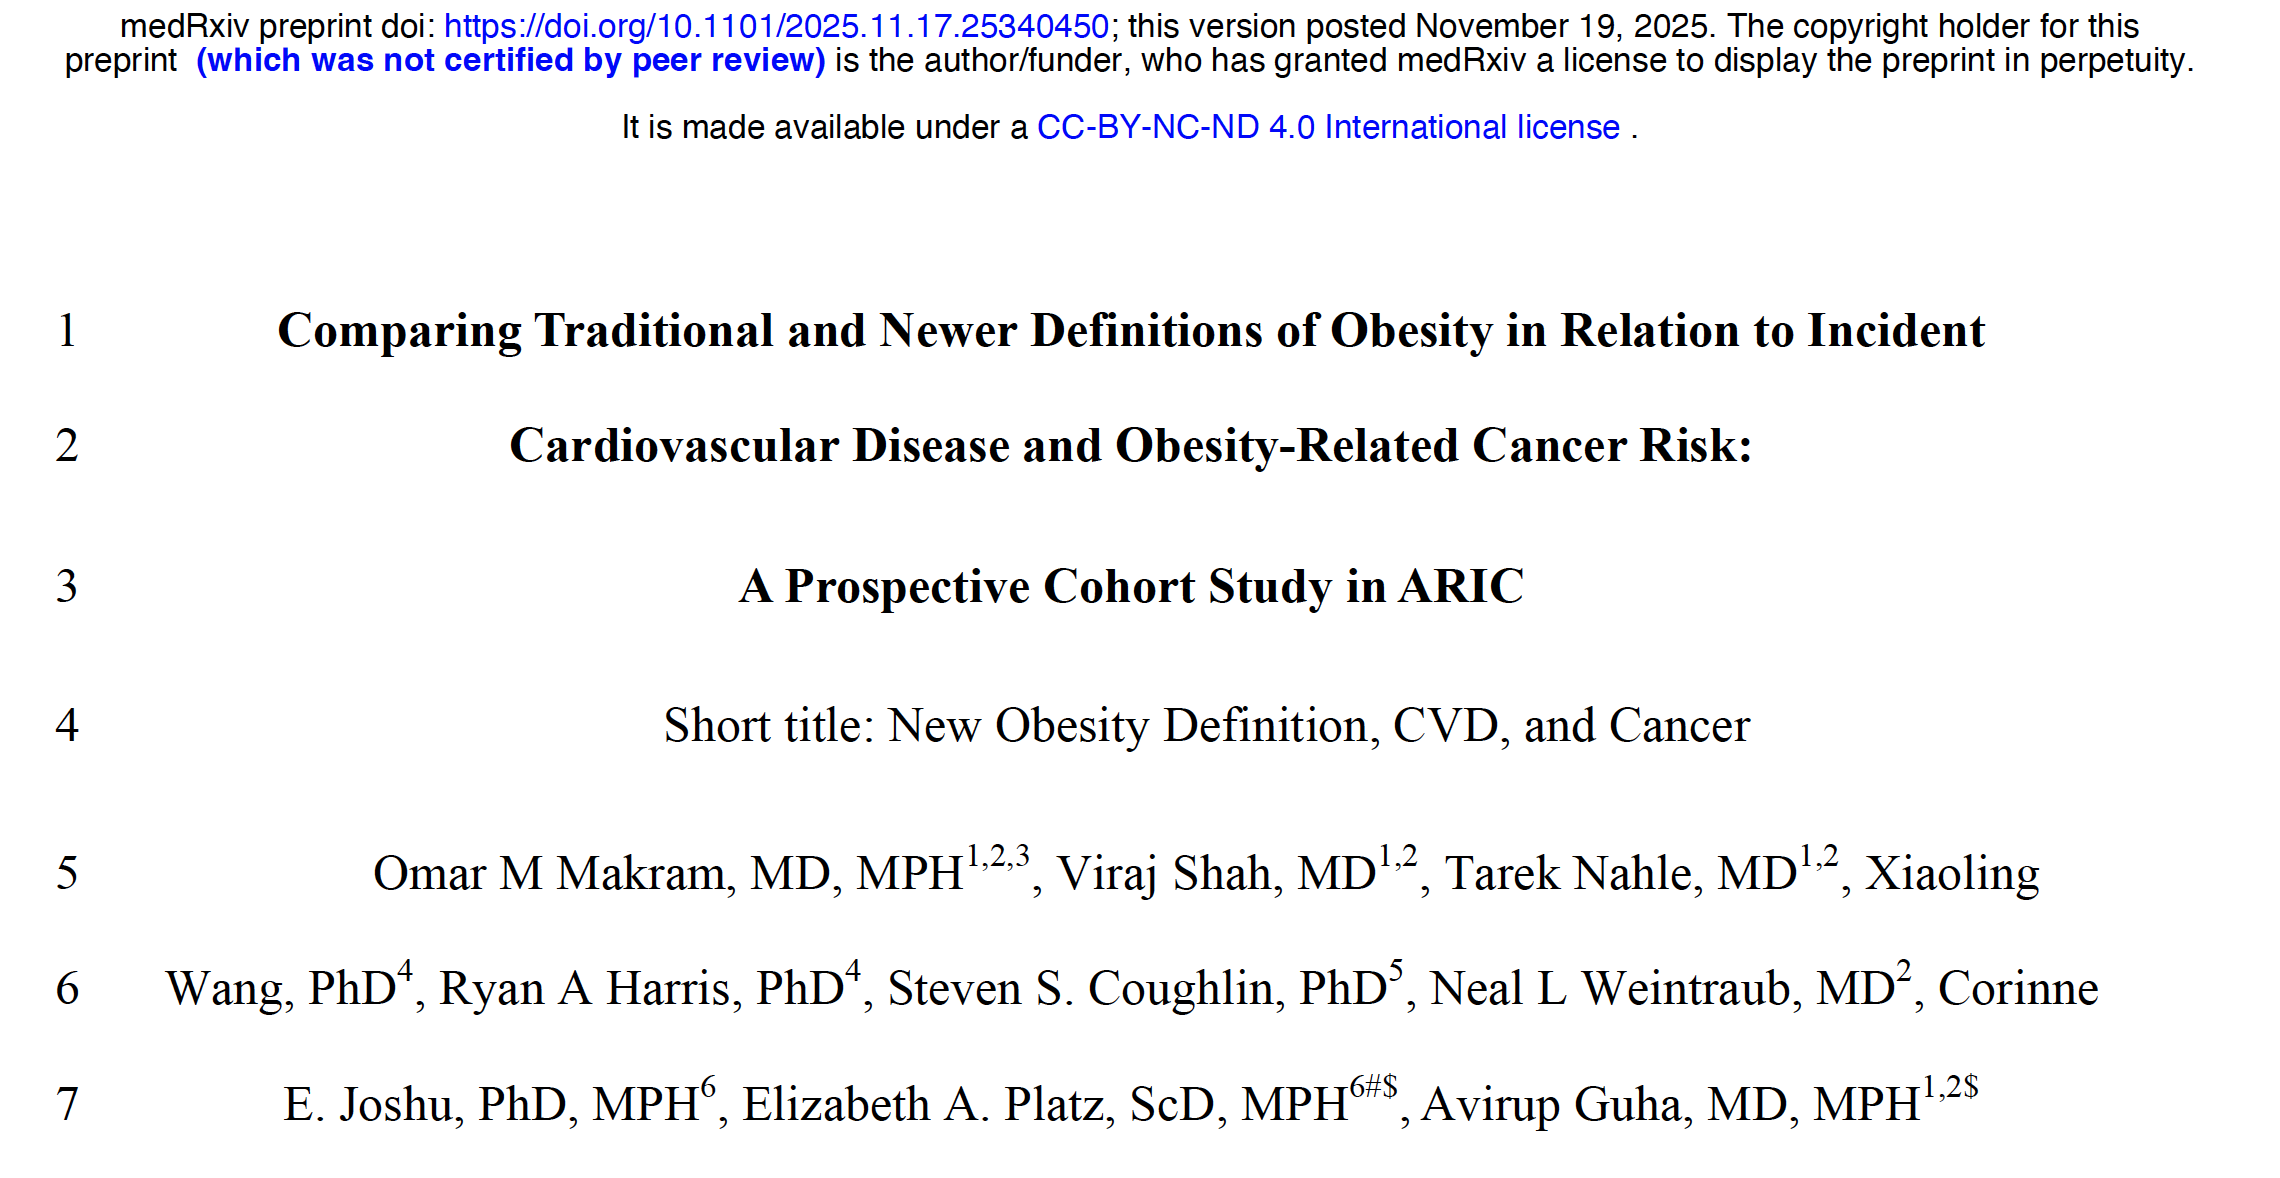 medRxiv preprint doi: https://doi.org/10.1101/2025.11.17.25340450; this version posted November 19, 2025. The copyright holder for this
preprint (which was not certified by peer review) is the author/funder, who has granted medRxiv a license to display the preprint in perpetuity.
It is made available under a CC-BY-NC-ND 4.0 International license .
1 Comparing Traditional and Newer Definitions of Obesity in Relation to Incident
2 Cardiovascular Disease and Obesity-Related Cancer Risk:
3 A Prospective Cohort Study in ARIC
4 Short title: New Obesity Definition, CVD, and Cancer
5 Omar M Makram, MD, MPH1,2,3, Viraj Shah, MD1,2, Tarek Nahle, MD1,2, Xiaoling
6 Wang, PhD4, Ryan A Harris, PhD4, Steven S. Coughlin, PhD5, Neal L Weintraub, MD2, Corinne
7 E. Joshu, PhD, MPH6, Elizabeth A. Platz, ScD, MPH6#$, Avirup Guha, MD, MPH1,2$